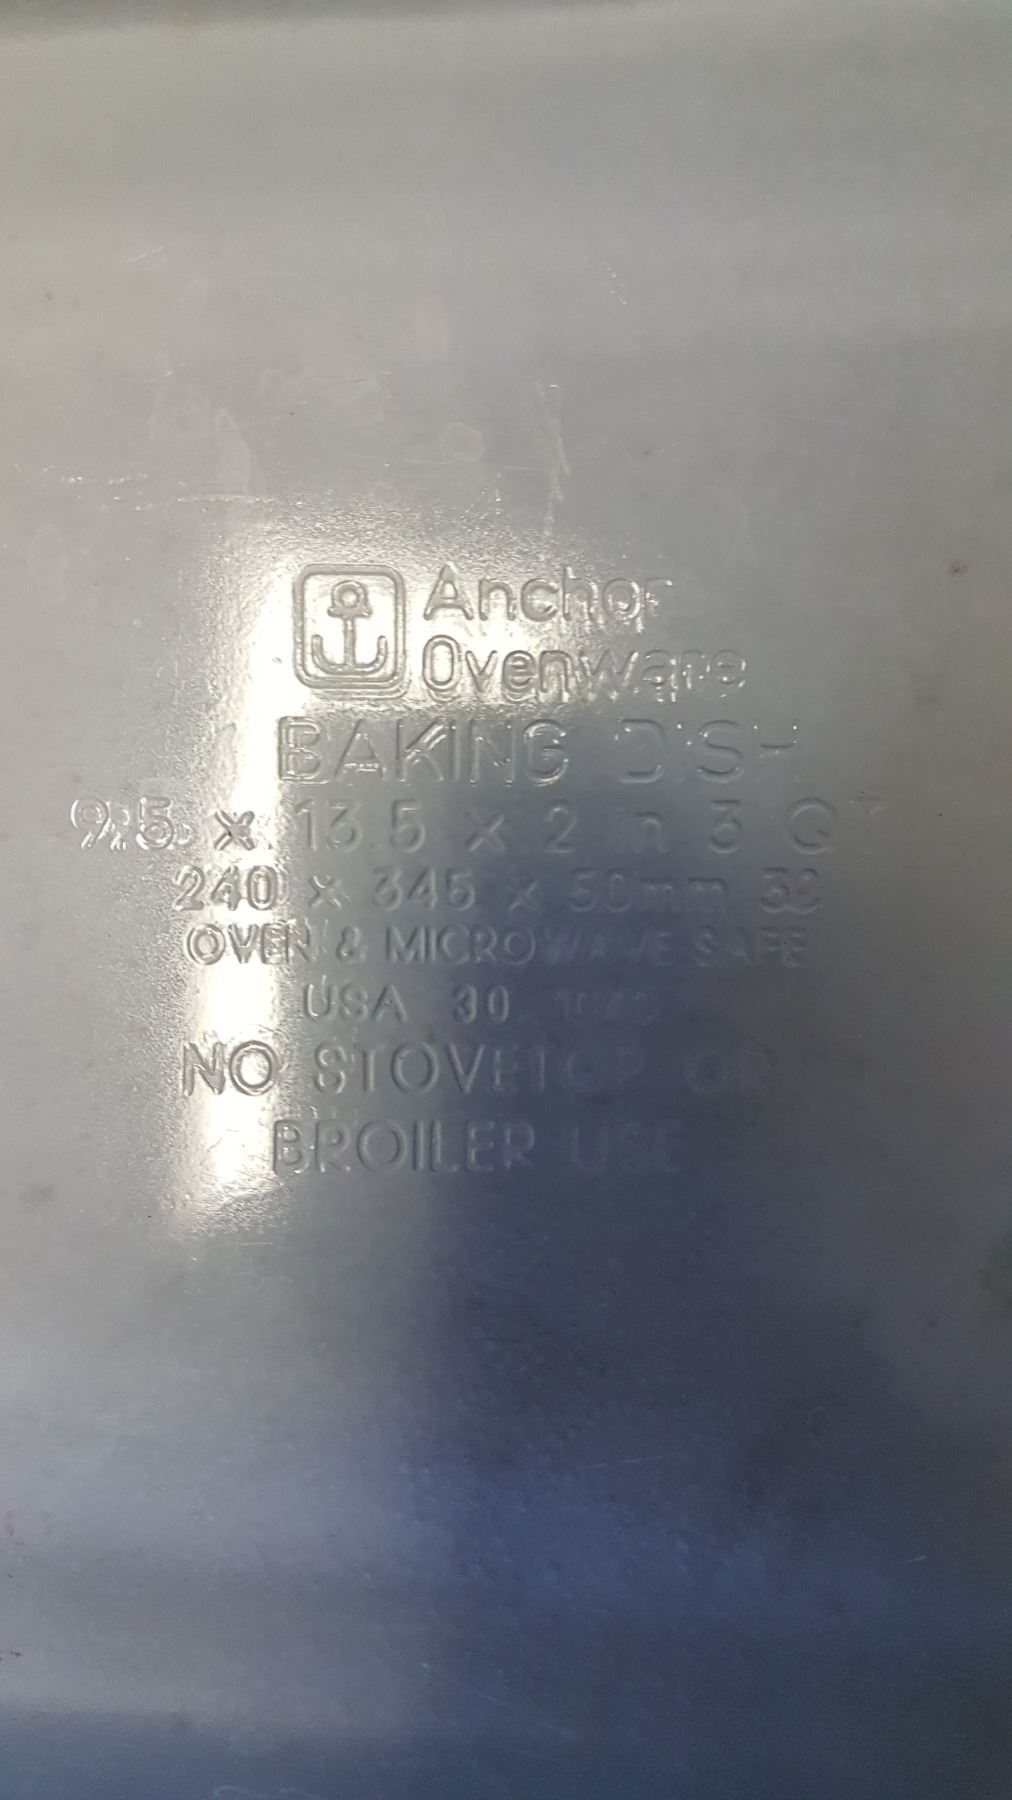 Anchor
Ovenware
BAKING DISH
9.5 x 13.5 x 2 in 3 QT
240 x 345 x 50mm
OVEN & MICROWAVE SAFE
USA 30
NO STOVETOP OR
BROILER USE